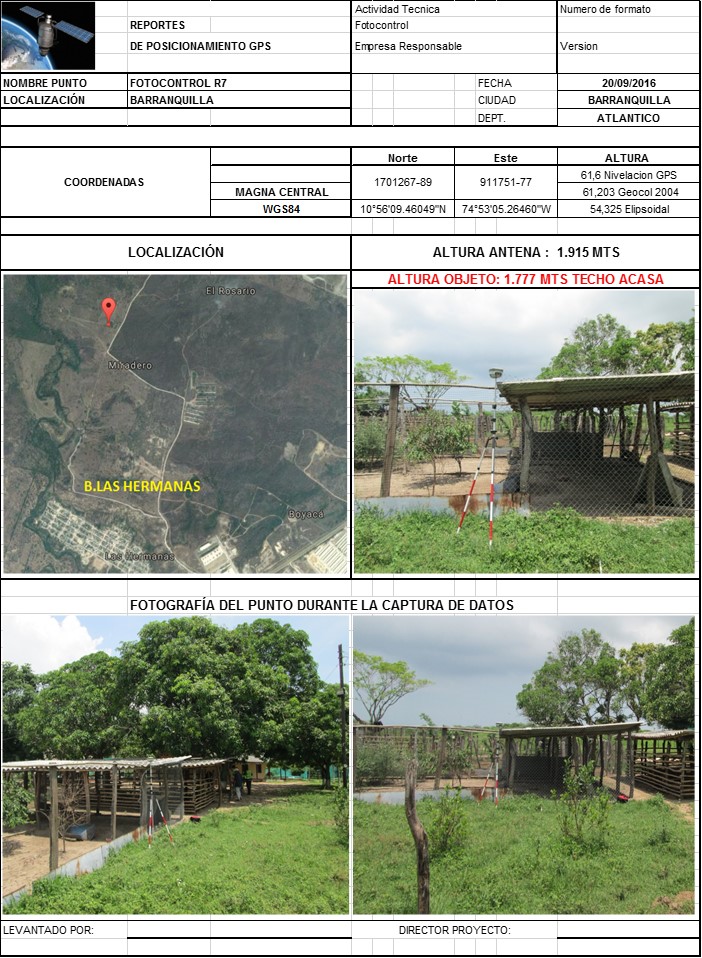 Actividad Tecnica
Numero de formato
REPORTES
Fotocontrol
DE POSICIONAMIENTO GPS
Empresa Responsable
Version
NOMBRE PUNTO
FOTOCONTROL R7
FECHA
20/09/2016
LOCALIZACIÓN
BARRANQUILLA
CIUDAD
BARRANQUILLA
DEPT.
ATLANTICO
COORDENADAS
Norte
Este
ALTURA
MAGNA CENTRAL
1701267-89
911751-77
61,6 Nivelacion GPS
61,203 Geocol 2004
WGS84
10°56'09.46049"N
74°53'05.26460"W
54,325 Elipsoidal
LOCALIZACIÓN
ALTURA ANTENA : 1.915 MTS
ALTURA OBJETO: 1.777 MTS TECHO ACASA
El Rosario
Miradero
B.LAS HERMANAS
Boyaca
Las Hermanas
FOTOGRAFÍA DEL PUNTO DURANTE LA CAPTURA DE DATOS
LEVANTADO POR:
DIRECTOR PROYECTO: